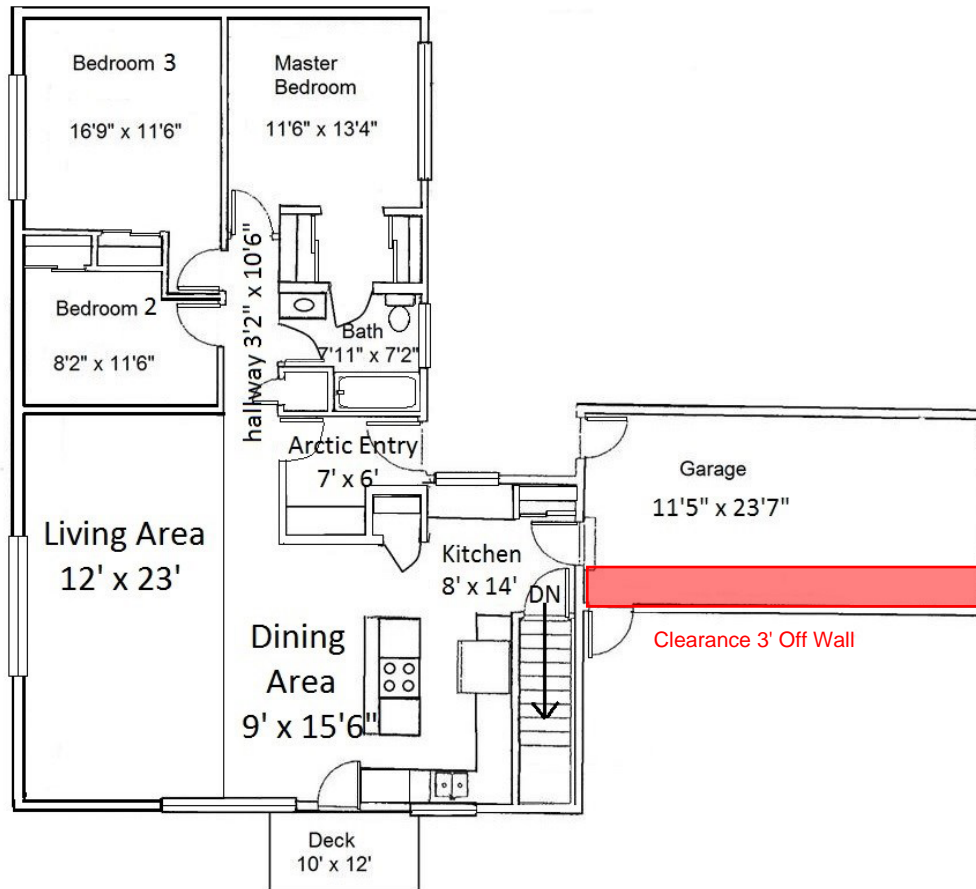 Bedroom 3
16'9" x 11'6"
Master
Bedroom
11'6" x 13'4"
hallway 3'2" x 10'6"
Bedroom 2
8'2" x 11'6"
Bath
7'11" x 7'2"
Arctic Entry
7' x 6'
Garage
11'5" x 23'7"
Living Area
12' x 23'
Kitchen
8' x 14'
DN
Clearance 3' Off Wall
Dining
Area
9' x 15'6"
Deck
10' x 12'